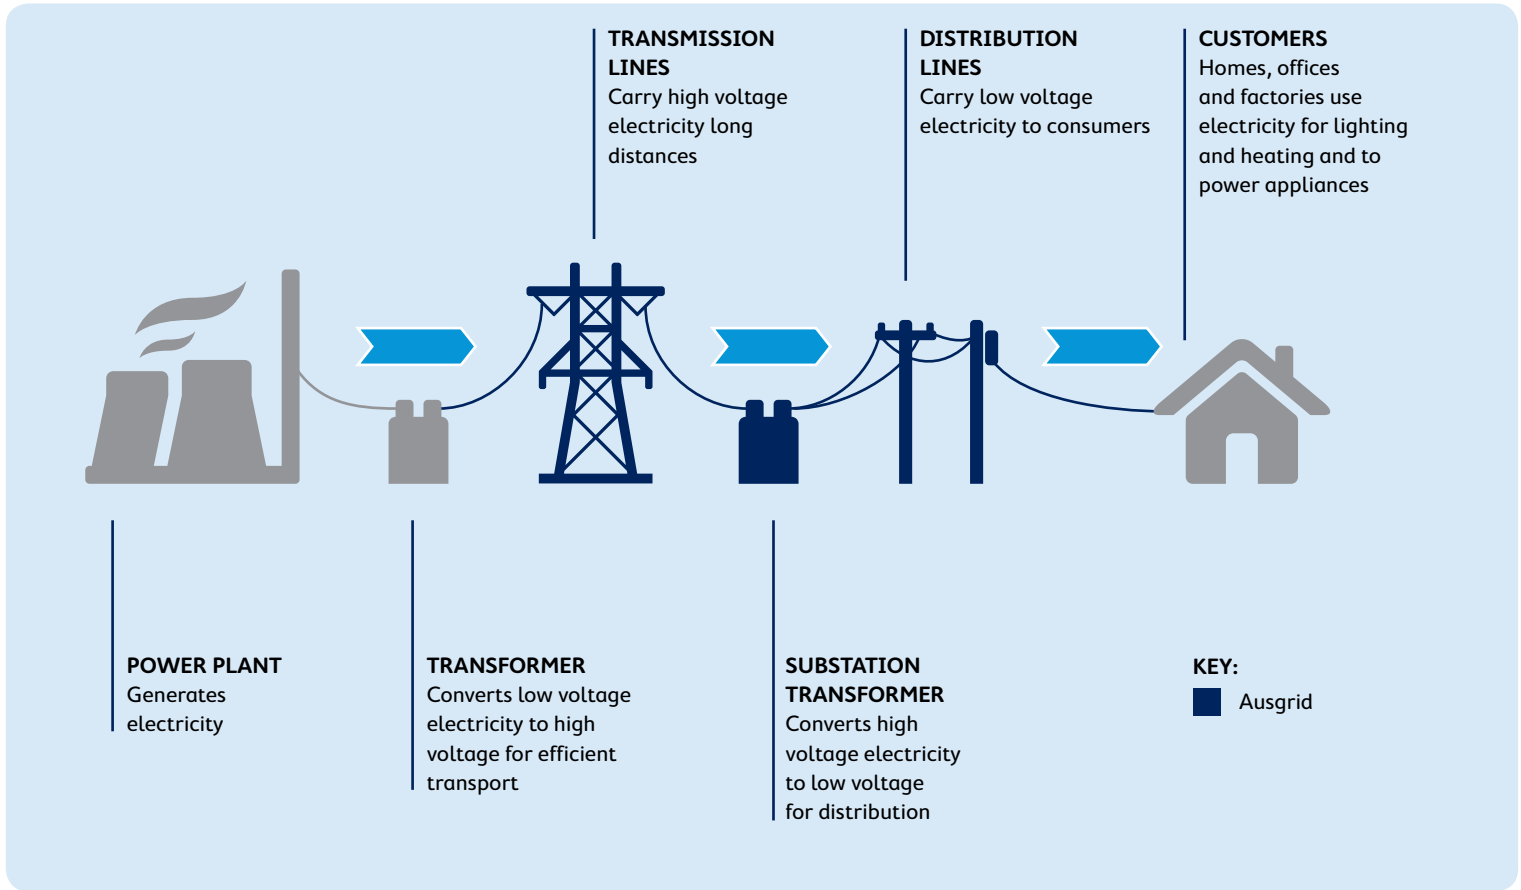 TRANSMISSION
LINES
Carry high voltage
electricity long
distances
DISTRIBUTION
LINES
Carry low voltage
electricity to consumers
CUSTOMERS
Homes, offices
and factories use
electricity for lighting
and heating and to
power appliances
POWER PLANT
Generates
electricity
TRANSFORMER
Converts low voltage
electricity to high
voltage for efficient
transport
SUBSTATION
TRANSFORMER
Converts high
voltage electricity
to low voltage
for distribution
KEY:
Ausgrid